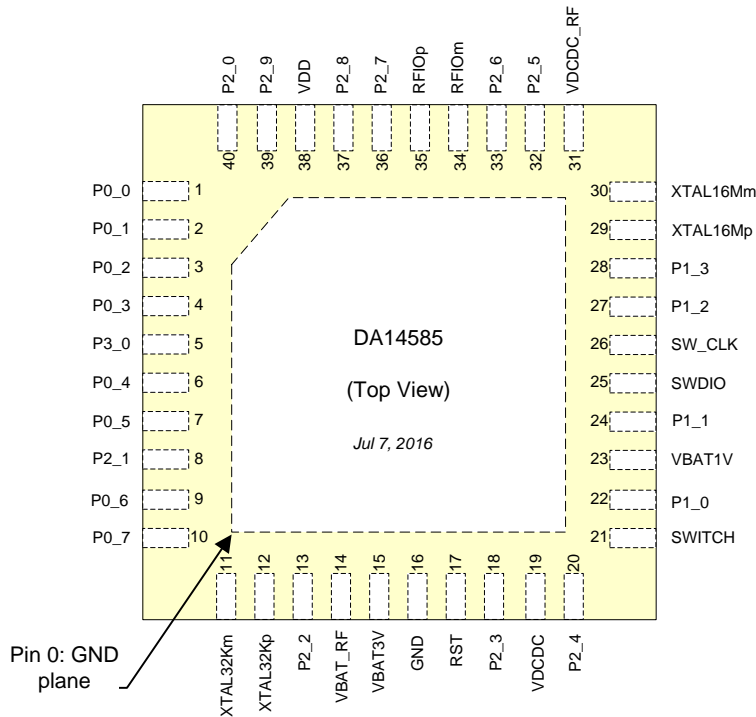 P2_0
P2_9
VDD
P2_8
P2_7
RFIOp
RFIOm
P2_6
P2_5
VDCDC_RF
40
39
38
37
36
35
34
33
32
31
P0_0 1
P0_1 2
P0_2 3
P0_3 4
P3_0 5
P0_4 6
P0_5 7
P2_1 8
P0_6 9
P0_7 10
DA14585
(Top View)
Jul 7, 2016
30 XTAL16Mm
29 XTAL16Mp
28 P1_3
27 P1_2
26 SW_CLK
25 SWDIO
24 P1_1
23 VBAT1V
22 P1_0
21 SWITCH
11
12
13
14
15
16
17
18
19
20
XTAL32Km
XTAL32Kp
P2_2
VBAT_RF
VBAT3V
GND
RST
P2_3
VDCDC
P2_4
Pin 0: GND
plane